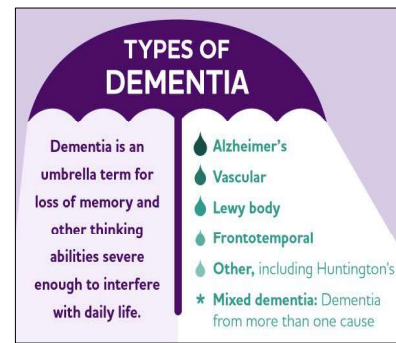 TYPES OF
DEMENTIA
Dementia is an
umbrella term for
loss of memory and
other thinking
abilities severe
enough to interfere
with daily life.
Alzheimer's
Vascular
Lewy body
Frontotemporal
Other, including Huntington's
* Mixed dementia: Dementia
from more than one cause